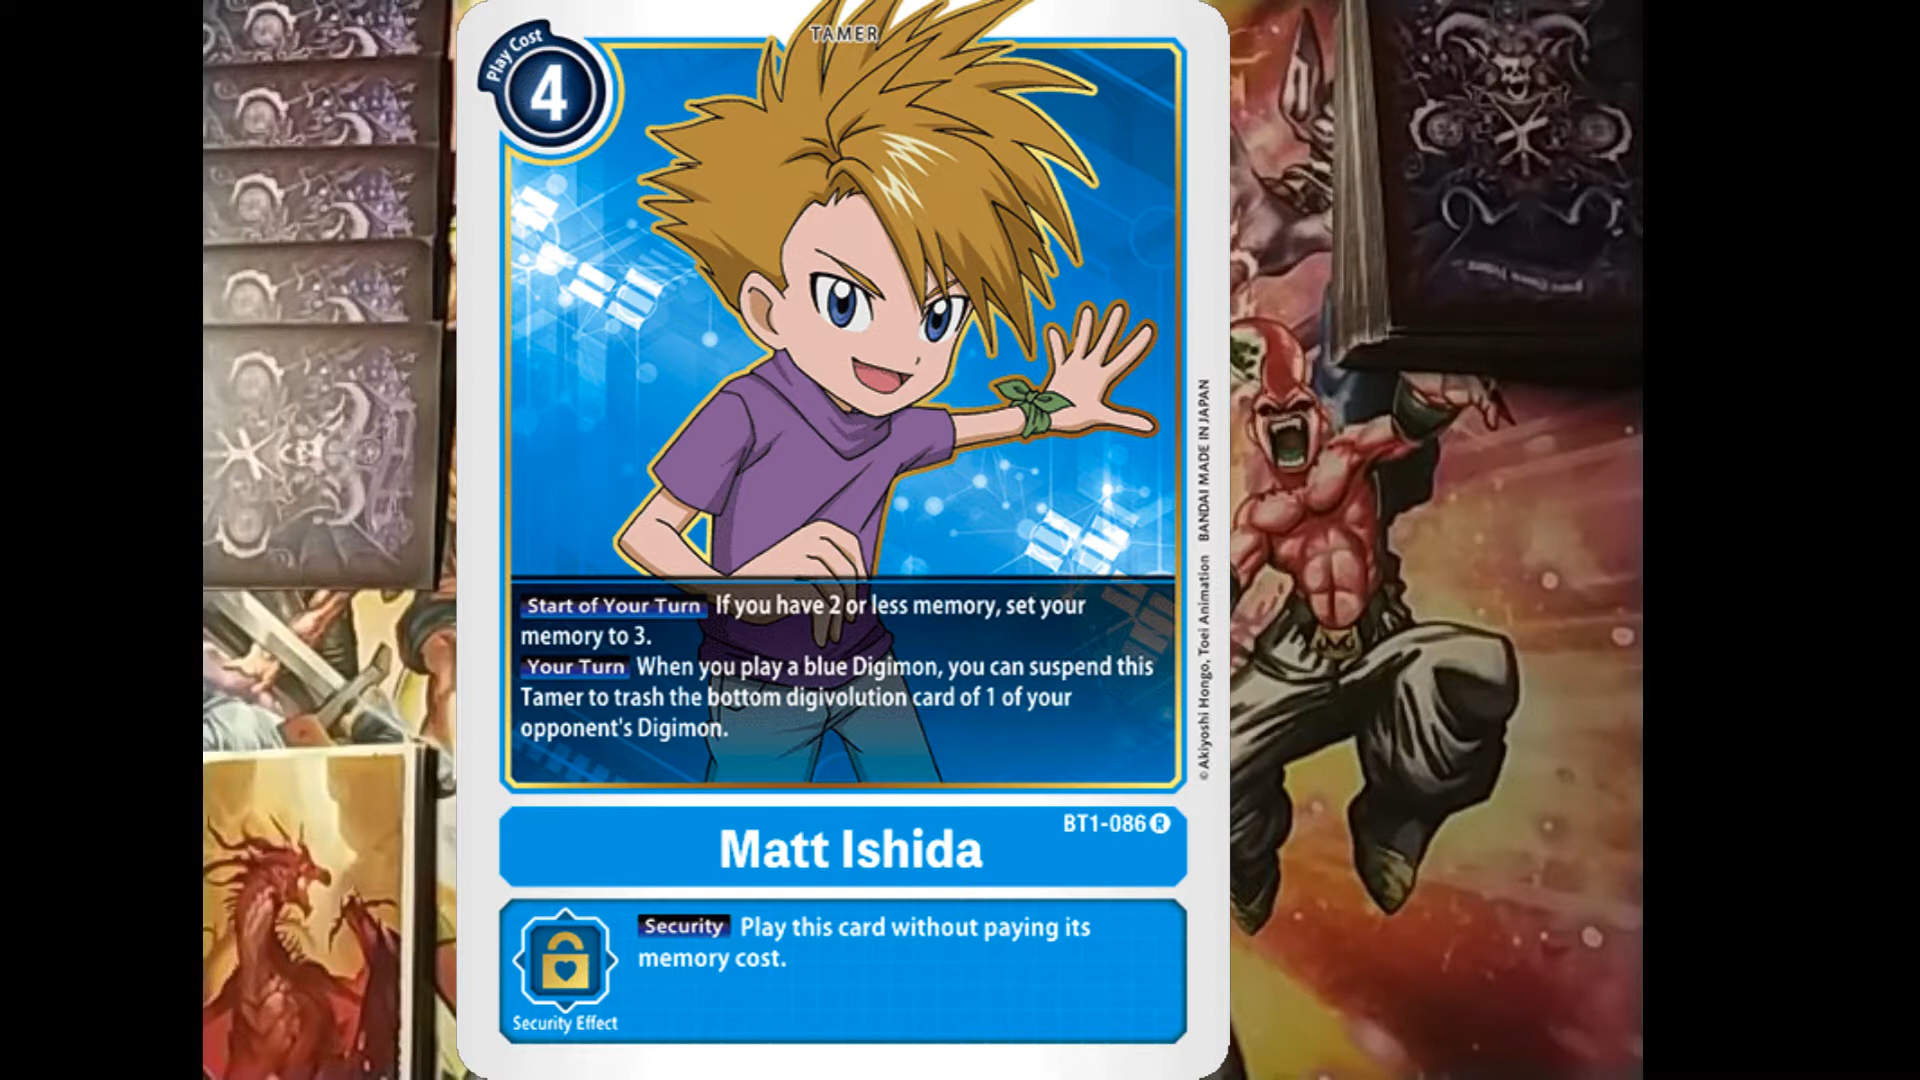 TAMER
Play Cost
4
Start of Your Turn If you have 2 or less memory, set your
memory to 3.
Your Turn When you play a blue Digimon, you can suspend this
Tamer to trash the bottom digivolution card of 1 of your
opponent's Digimon.
©Akiyoshi Hongo, Toei Animation BANDAI MADE IN JAPAN
BT1-086 R
Matt Ishida
Security Play this card without paying its
memory cost.
Security Effect